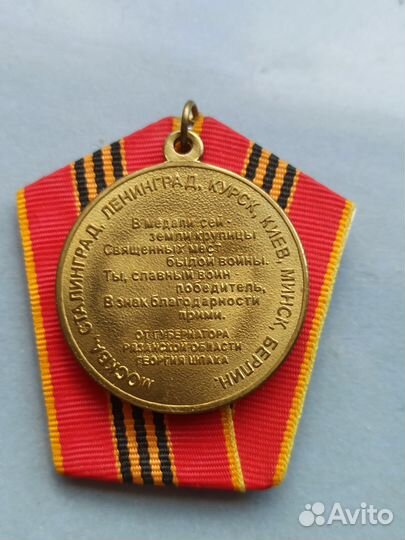 МОСКВА, СТАЛИНГРАД, ЛЕНИНГРАД, КУРСК, КИЕВ, МИНСК, БЕРЛИН.
В медали сей-
земли крупицы
Священных мест
былой войны.
Ты, славный воин
победитель,
В знак благодарности
прими.
ОТ ГУБЕРНАТОРА
РЯЗАНСКОЙ ОБЛАСТИ
ГЕОРГИЯ ШПАКА
Avito